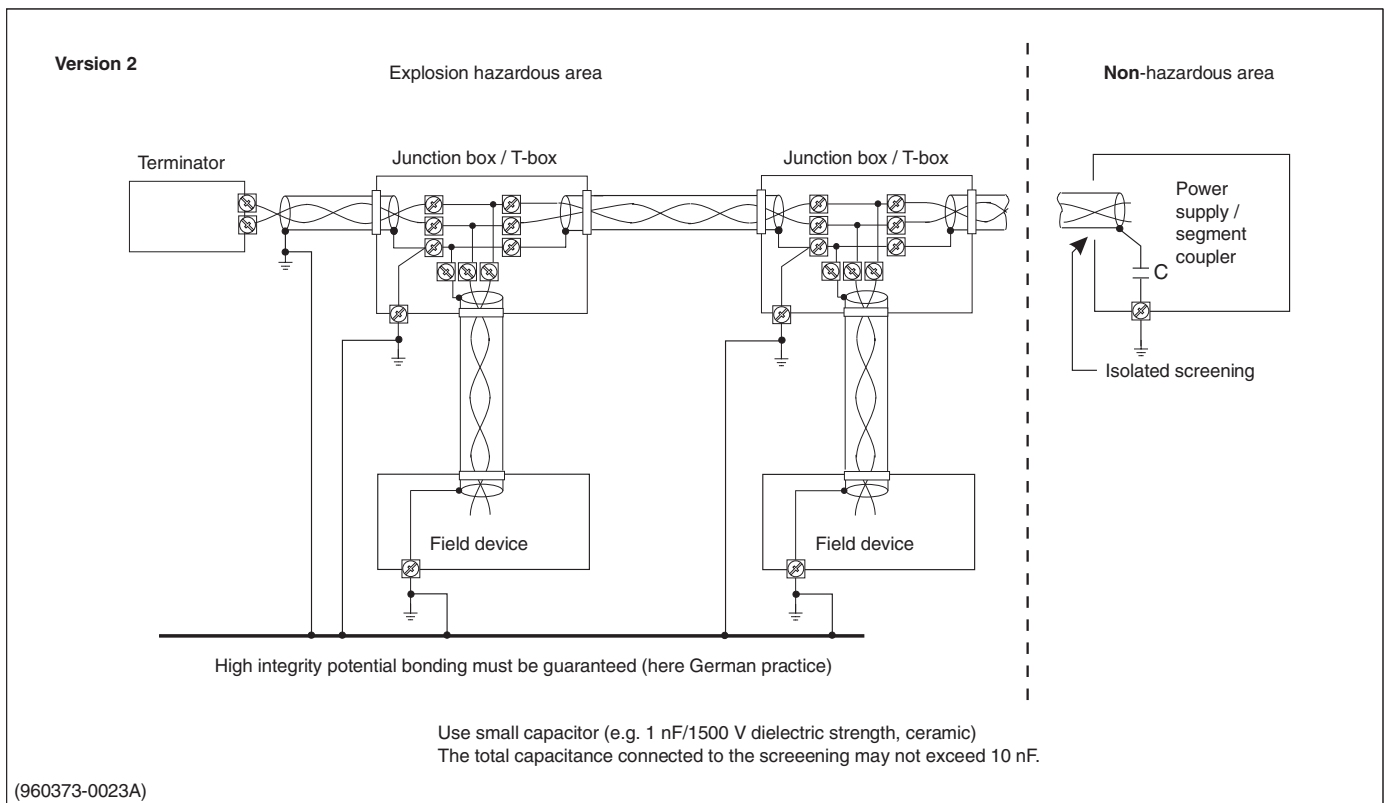 Version 2
Explosion hazardous area
Non-hazardous area
Terminator
Junction box / T-box
Junction box / T-box
Power
supply /
segment
coupler
C
Isolated screening
Field device
Field device
High integrity potential bonding must be guaranteed (here German practice)
Use small capacitor (e.g. 1 nF/1500 V dielectric strength, ceramic)
The total capacitance connected to the screeening may not exceed 10 nF.
(960373-0023A)